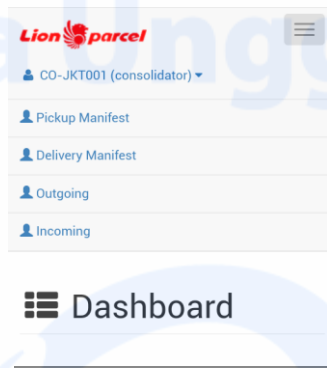 Lion parcel
CO-JKT001 (consolidator)
Pickup Manifest
Delivery Manifest
Outgoing
Incoming
Dashboard